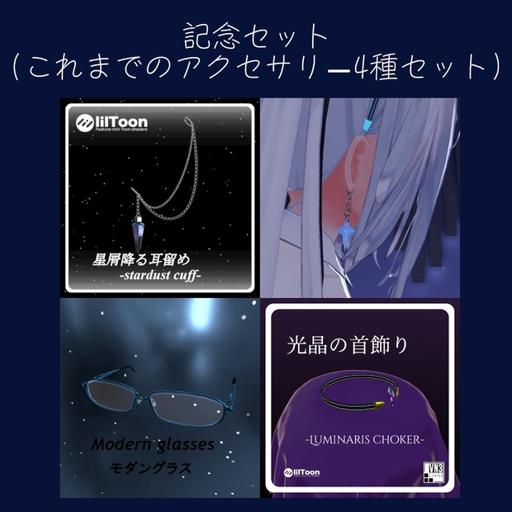 記念セット
(これまでのアクセサリー4種セット)
lilToon
Feature-rich Toon shaders
星屑降る耳留め
-stardust cuff-
Modern glasses
モダングラス
光晶の首飾り
-LUMINARIS CHOKER-
lilToon
VN3